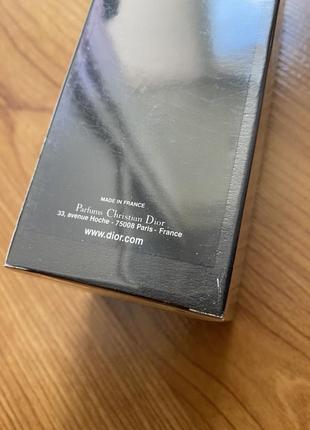 MADE IN FRANCE
Parfums Christian Dior
33, avenue Hoche - 75008 Paris - France
www.dior.com